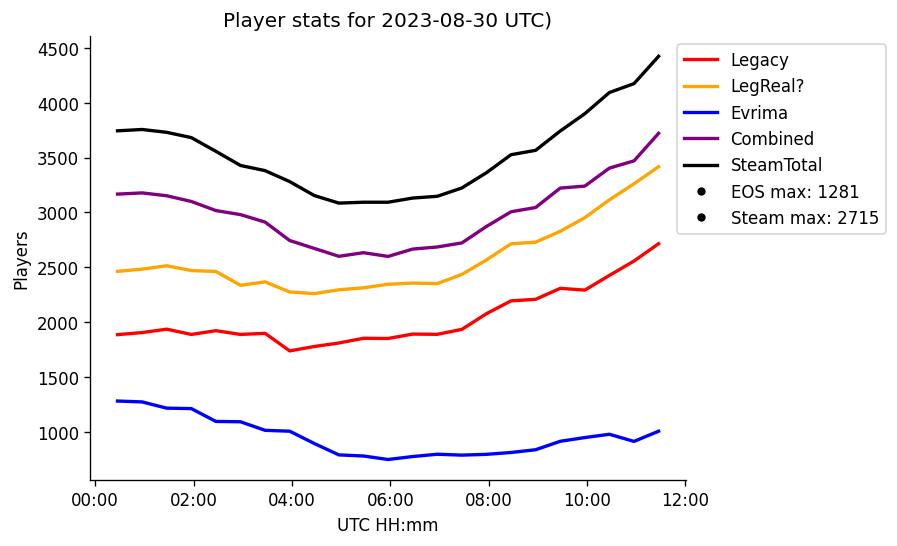 Player stats for 2023-08-30 UTC)
4500
4000
3500
3000
2500
2000
1500
1000
Players
00:00 02:00 04:00 06:00 08:00 10:00 12:00
UTC HH:mm
Legacy
LegReal?
Evrima
Combined
SteamTotal
EOS max: 1281
Steam max: 2715